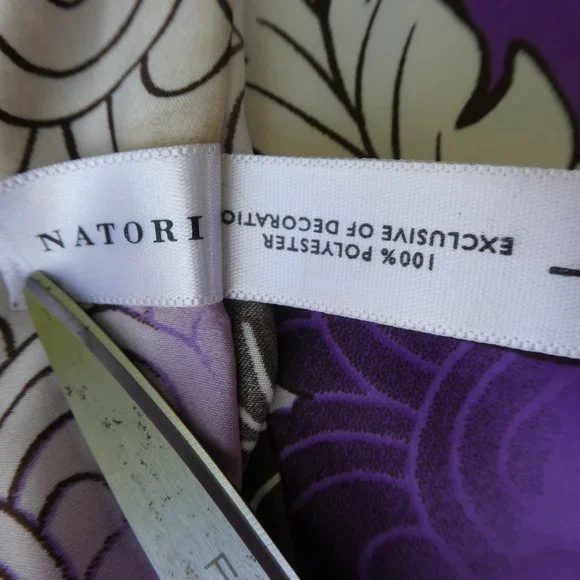 NATORI
100% POLYESTER
EXCLUSIVE OF DECORATIO
F